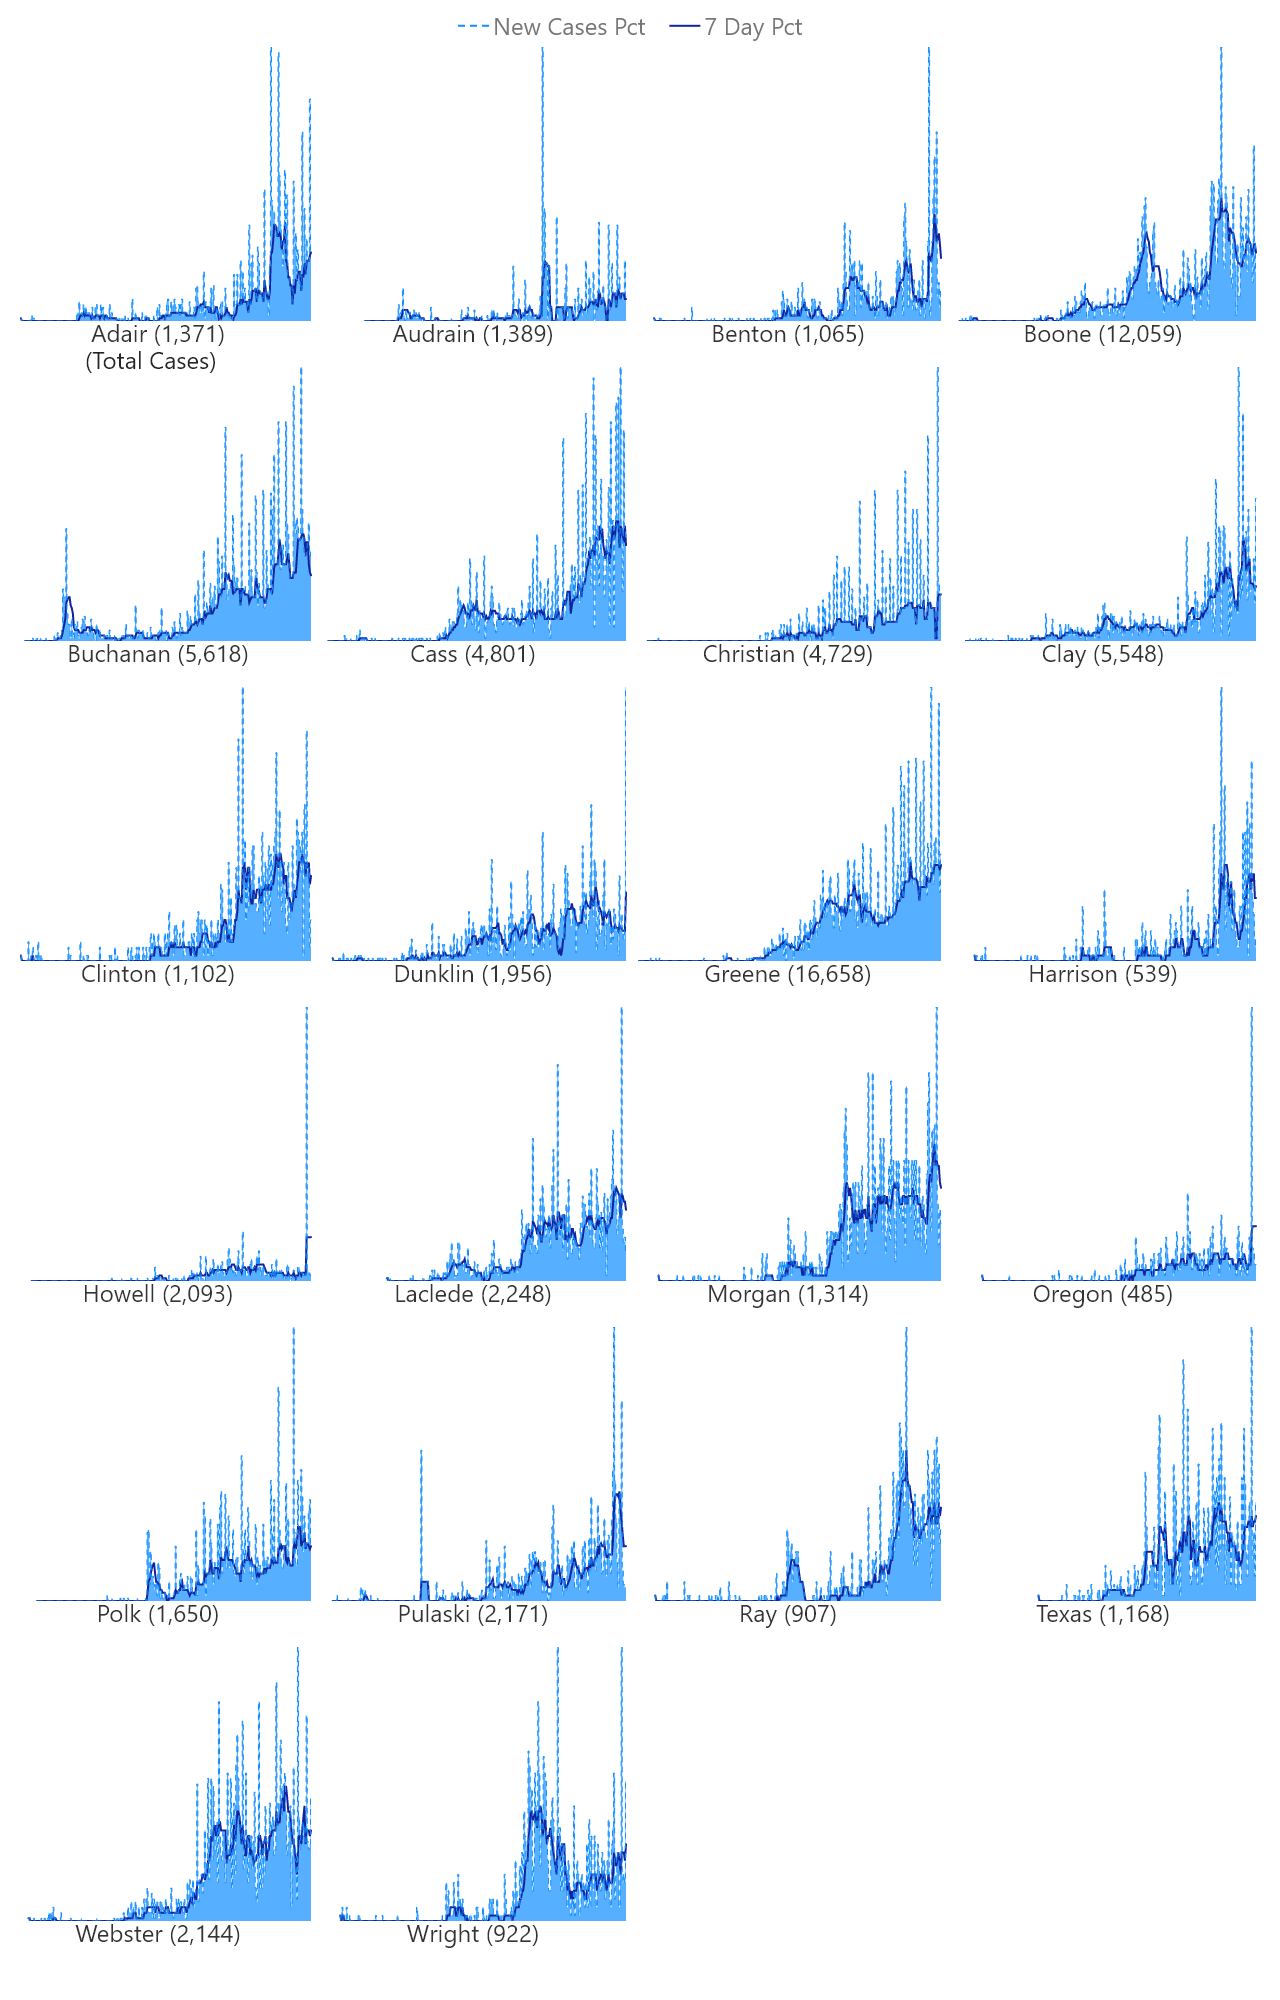 New Cases Pct 7 Day Pct
Adair (1,371) Audrain (1,389) Benton (1,065) Boone (12,059)
(Total Cases)
Buchanan (5,618) Cass (4,801) Christian (4,729) Clay (5,548)
Clinton (1,102) Dunklin (1,956) Greene (16,658) Harrison (539)
Howell (2,093) Laclede (2,248) Morgan (1,314) Oregon (485)
Polk (1,650) Pulaski (2,171) Ray (907) Texas (1,168)
Webster (2,144) Wright (922)